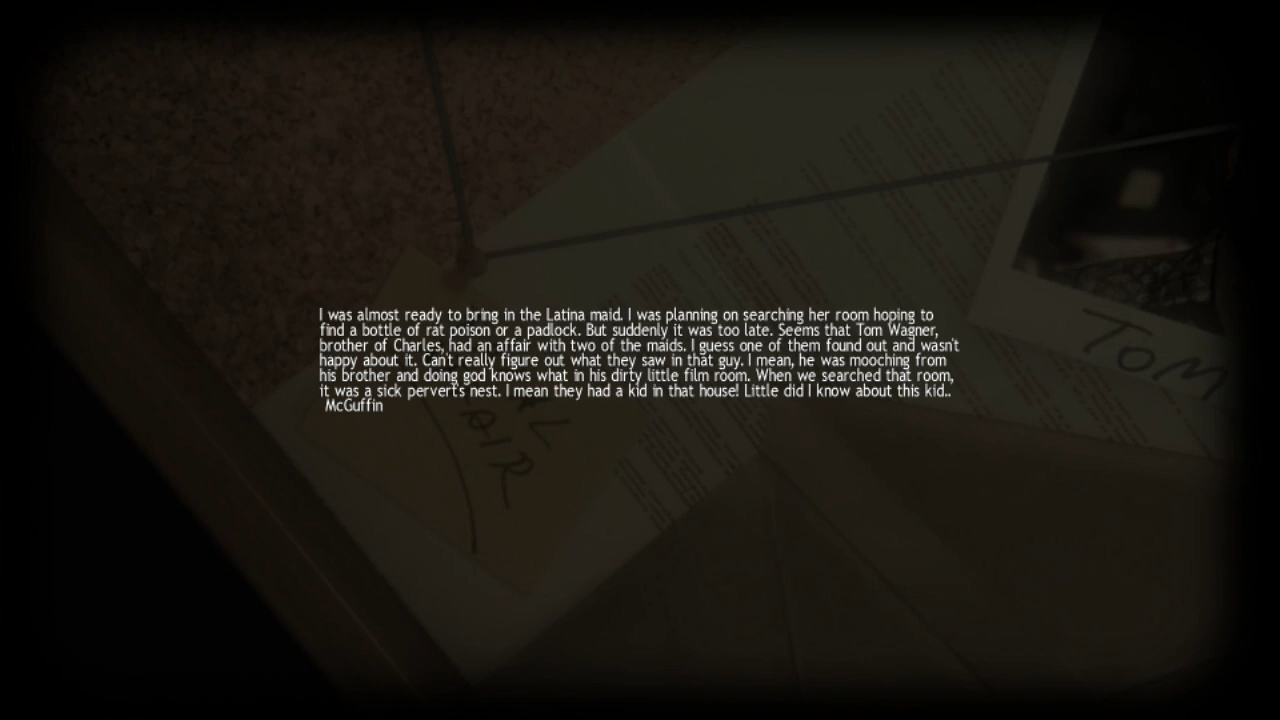 I was almost ready to bring in the Latina maid. I was planning on searching her room hoping to
find a bottle of rat poison or a padlock. But suddenly it was too late. Seems that Tom Wagner,
brother of Charles, had an affair with two of the maids. I guess one of them found out and wasn't
happy about it. Can't really figure out what they saw in that guy. I mean, he was mooching from
his brother and doing god knows what in his dirty little film room. When we searched that room,
it was a sick perverts nest. I mean they had a kid in that house! Little did I know about this kid..
McGuffin
TOM